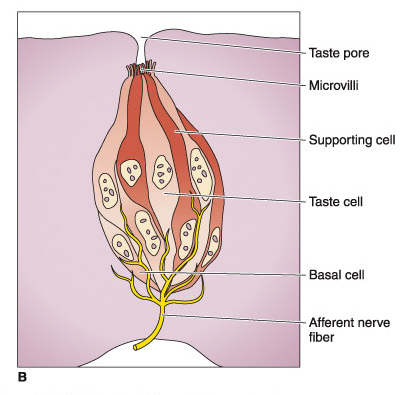 Taste pore
Microvilli
Supporting cell
Taste cell
Basal cell
Afferent nerve
fiber
B